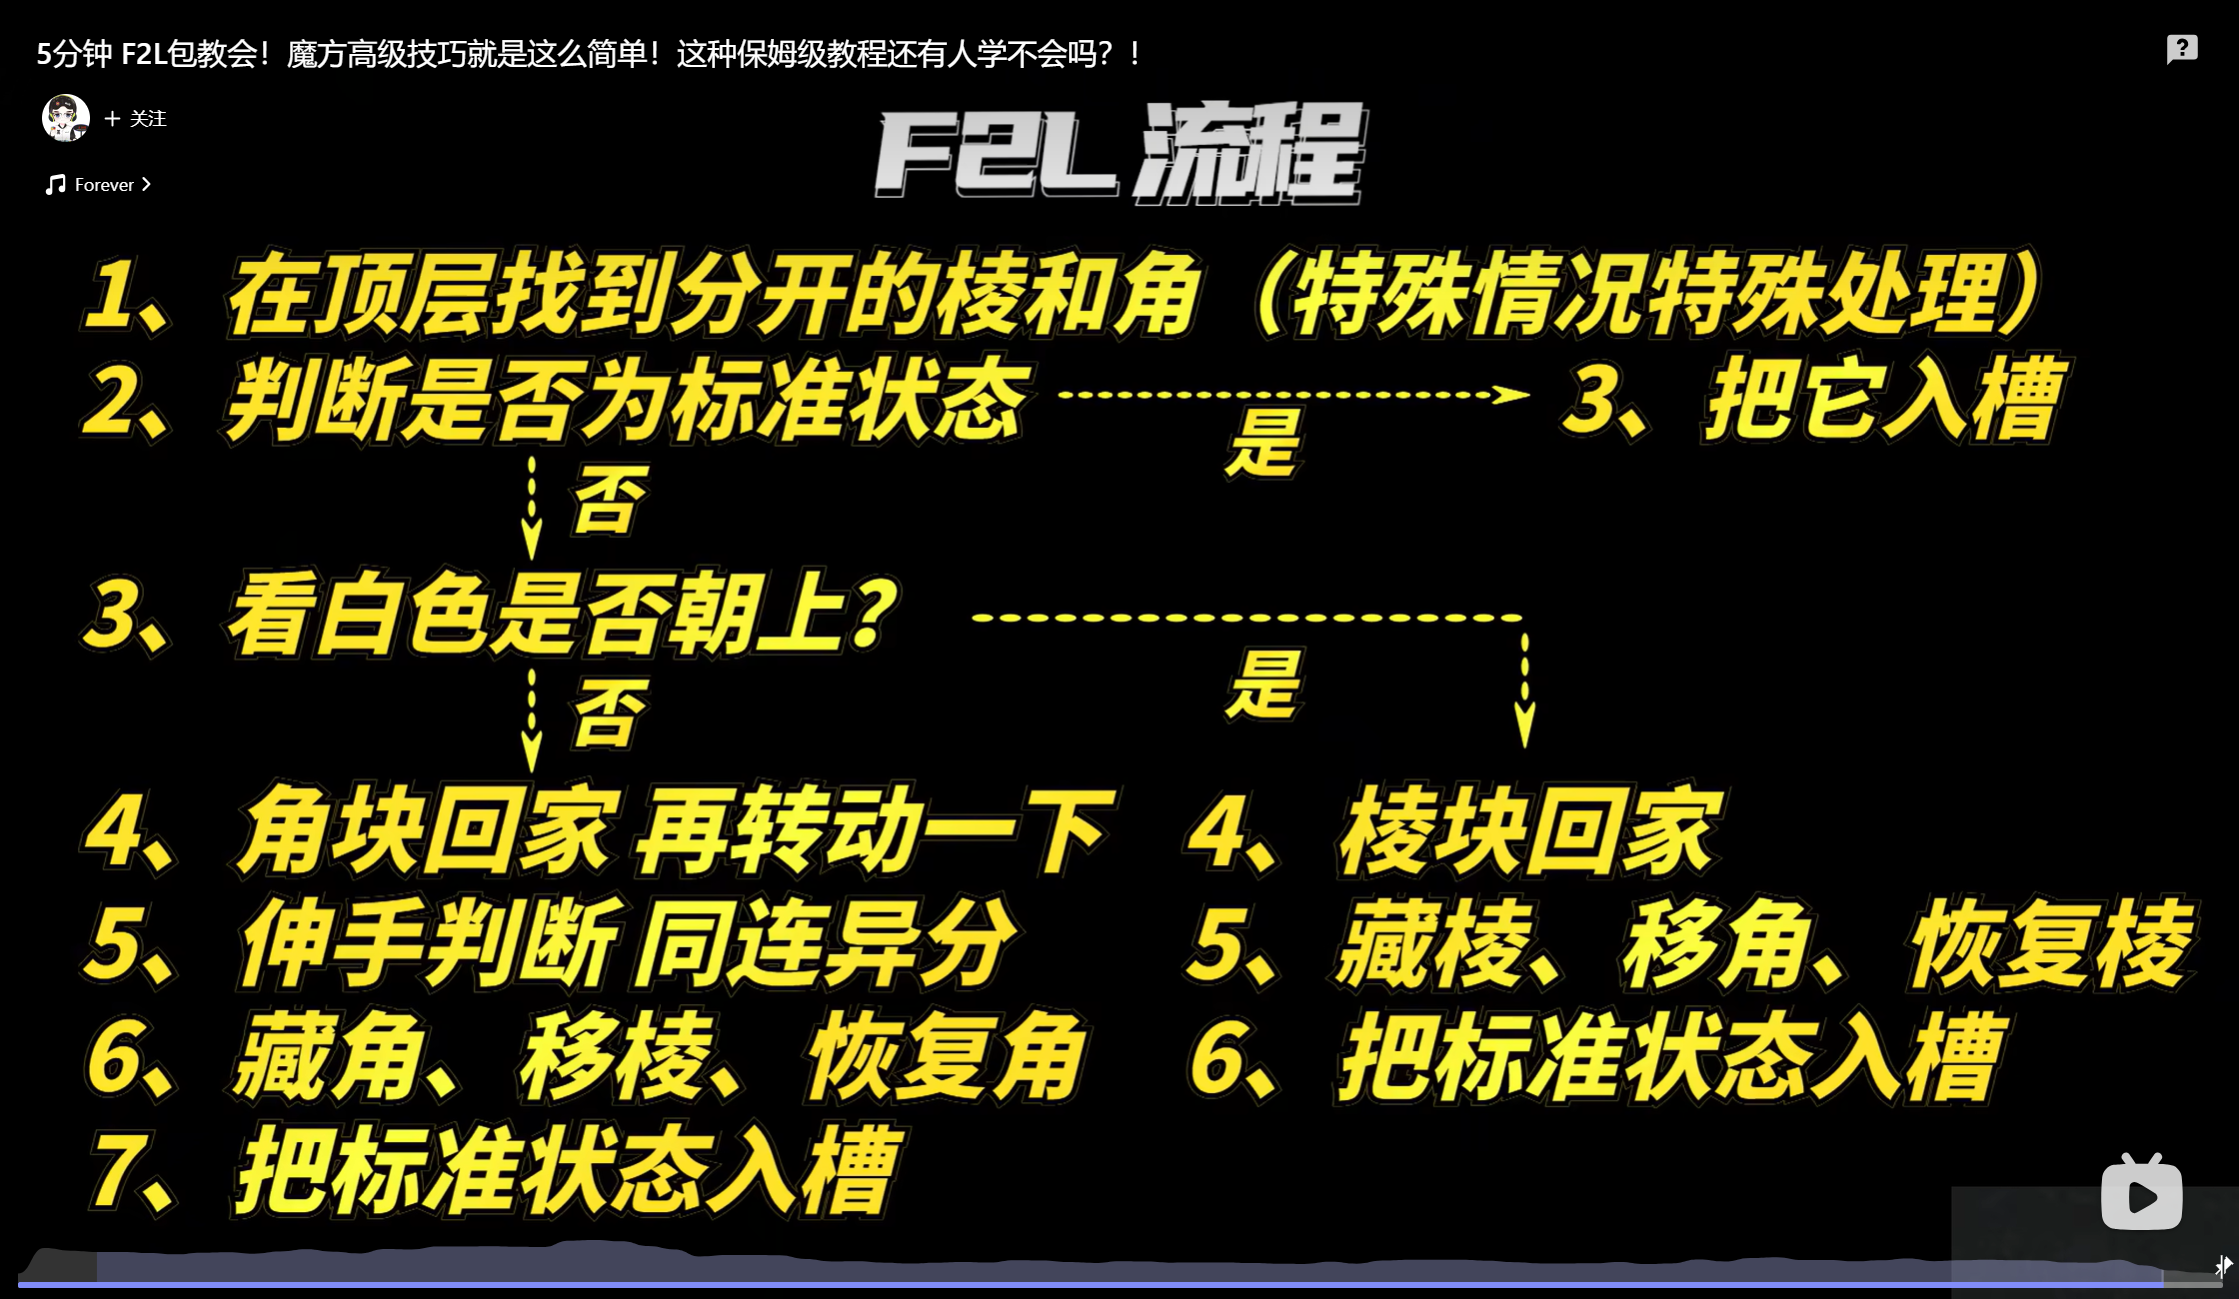 5分钟 F2L包教会！魔方高级技巧就是这么简单！这种保姆级教程还有人学不会吗？！
+ 关注
Forever
F2L 流程
1、在顶层找到分开的棱和角（特殊情况特殊处理）
2、判断是否为标准状态
是
3、把它入槽
否
3、看白色是否朝上？
是
否
4、角块回家 再转动一下
5、伸手判断 同连异分
6、藏角、移棱、恢复角
7、把标准状态入槽
4、棱块回家
5、藏棱、移角、恢复棱
6、把标准状态入槽